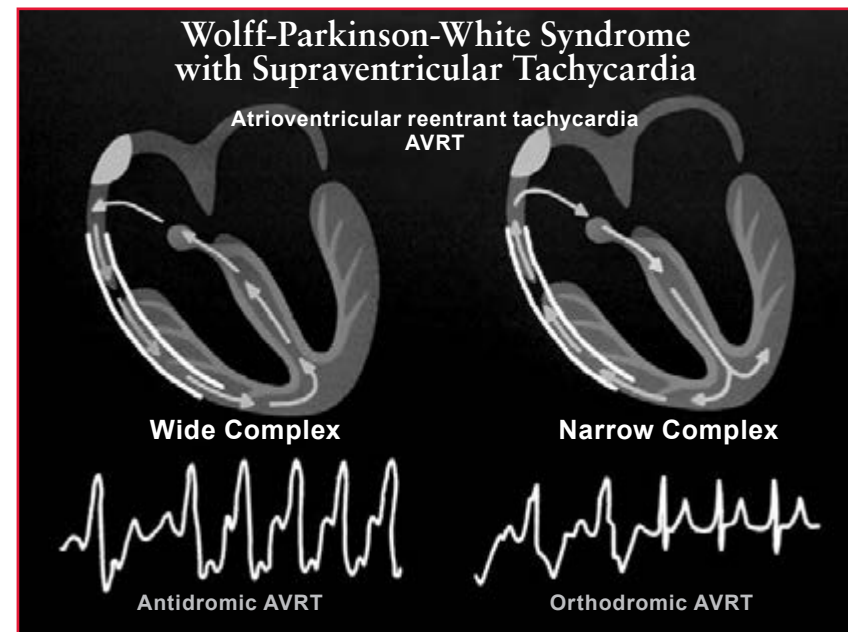 Wolff-Parkinson-White Syndrome
with Supraventricular Tachycardia
Atrioventricular reentrant tachycardia
AVRT
Wide Complex
Narrow Complex
Antidromic AVRT
Orthodromic AVRT